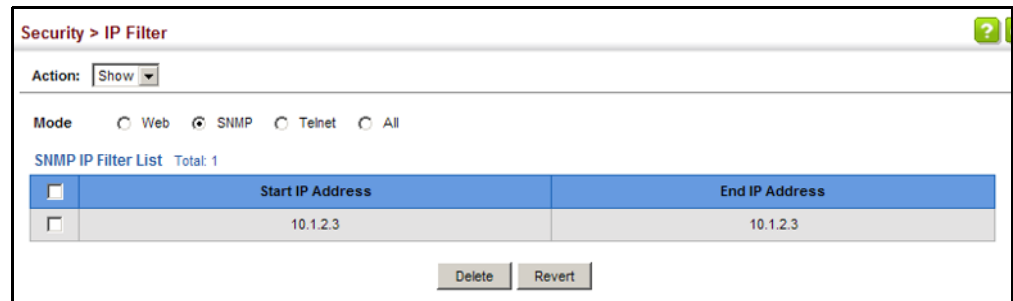 Security > IP Filter
?
Action: Show
Mode Web SNMP Telnet All
SNMP IP Filter List Total: 1
Start IP Address End IP Address
10.1.2.3 10.1.2.3
Delete Revert